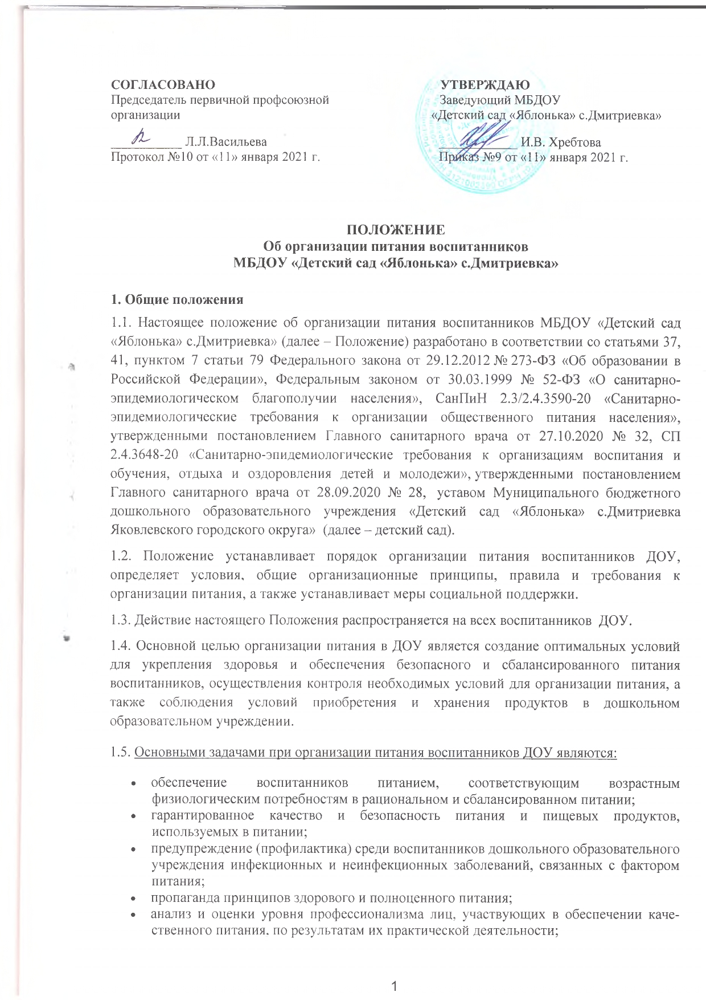 СОГЛАСОВАНО
Председатель первичной профсоюзной
организации
___________ Л.Л.Васильева
Протокол №10 от «11» января 2021 г.
УТВЕРЖДАЮ
Заведующий МБДОУ
«Детский сад «Яблонька» с.Дмитриевка»
____________ И.В. Хребтова
Приказ №9 от «11» января 2021 г.
ПОЛОЖЕНИЕ
Об организации питания воспитанников
МБДОУ «Детский сад «Яблонька» с.Дмитриевка»
1. Общие положения
1.1. Настоящее положение об организации питания воспитанников МБДОУ «Детский сад
«Яблонька» с.Дмитриевка» (далее – Положение) разработано в соответствии со статьями 37,
41, пунктом 7 статьи 79 Федерального закона от 29.12.2012 № 273-ФЗ «Об образовании в
Российской Федерации», Федеральным законом от 30.03.1999 № 52-ФЗ «О санитарно-
эпидемиологическом благополучии населения», СанПиН 2.3/2.4.3590-20 «Санитарно-
эпидемиологические требования к организации общественного питания населения»,
утвержденными постановлением Главного санитарного врача от 27.10.2020 № 32, СП
2.4.3648-20 «Санитарно-эпидемиологические требования к организациям воспитания и
обучения, отдыха и оздоровления детей и молодежи», утвержденными постановлением
Главного санитарного врача от 28.09.2020 № 28, уставом Муниципального бюджетного
дошкольного образовательного учреждения «Детский сад «Яблонька» с.Дмитриевка
Яковлевского городского округа» (далее – детский сад).
1.2. Положение устанавливает порядок организации питания воспитанников ДОУ,
определяет условия, общие организационные принципы, правила и требования к
организации питания, а также устанавливает меры социальной поддержки.
1.3. Действие настоящего Положения распространяется на всех воспитанников ДОУ.
1.4. Основной целью организации питания в ДОУ является создание оптимальных условий
для укрепления здоровья и обеспечения безопасного и сбалансированного питания
воспитанников, осуществления контроля необходимых условий для организации питания, а
также соблюдения условий приобретения и хранения продуктов в дошкольном
образовательном учреждении.
1.5. Основными задачами при организации питания воспитанников ДОУ являются:
• обеспечение воспитанников питанием, соответствующим возрастным
физиологическим потребностям в рациональном и сбалансированном питании;
• гарантированное качество и безопасность питания и пищевых продуктов,
используемых в питании;
• предупреждение (профилактика) среди воспитанников дошкольного образовательного
учреждения инфекционных и неинфекционных заболеваний, связанных с фактором
питания;
• пропаганда принципов здорового и полноценного питания;
• анализ и оценки уровня профессионализма лиц, участвующих в обеспечении каче-
ственного питания, по результатам их практической деятельности;
1